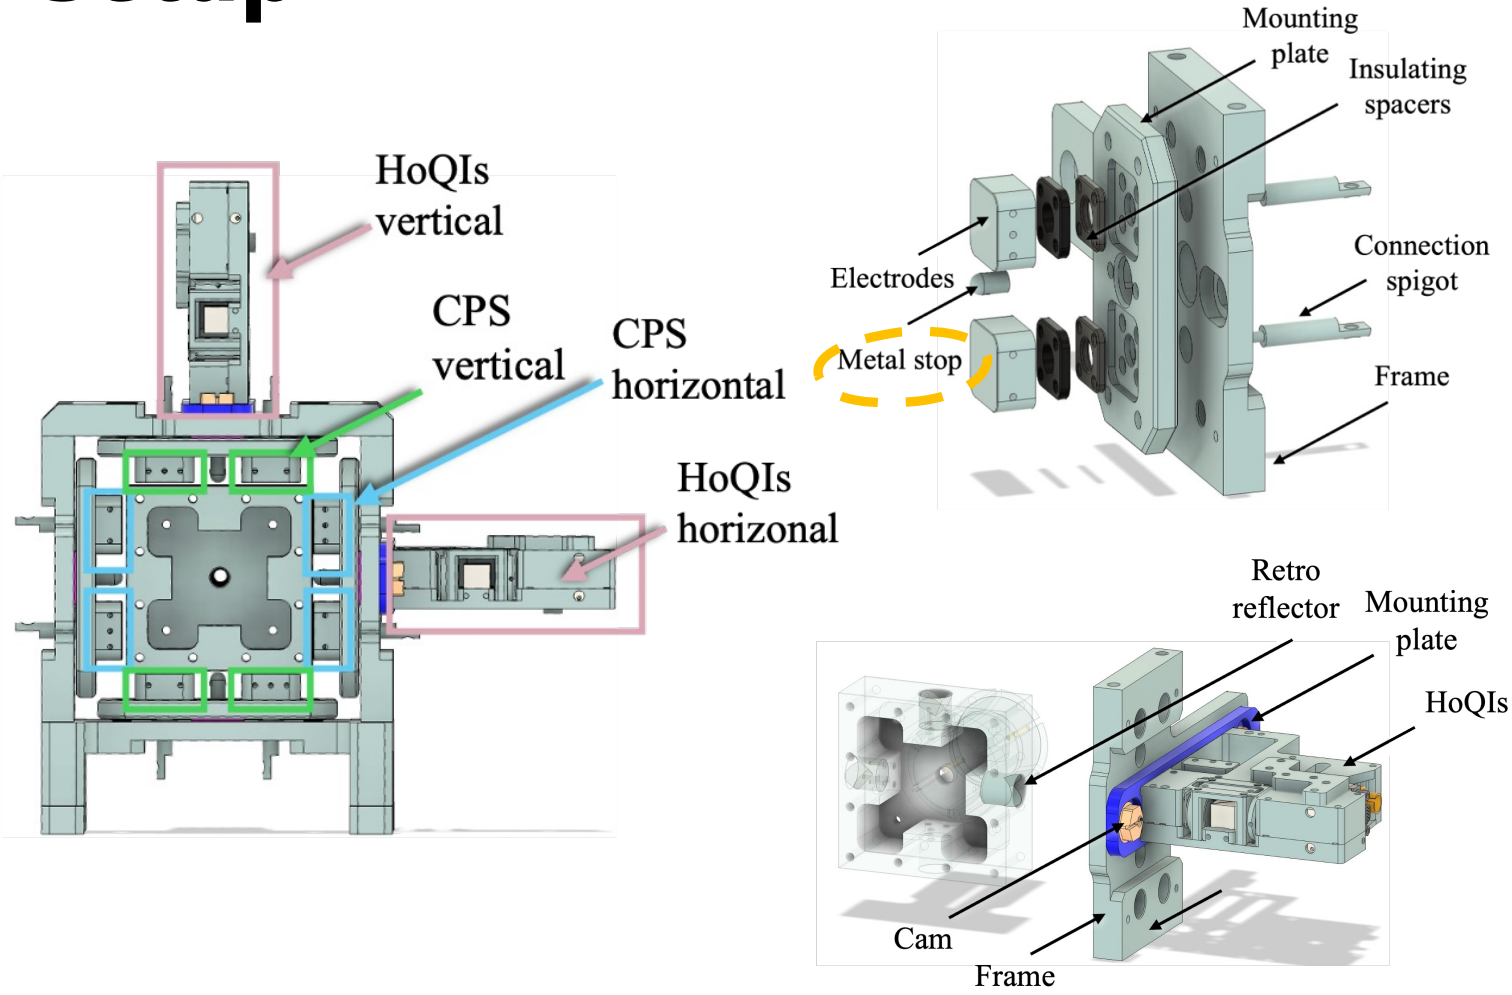 Setup
HoQIs
vertical
CPS
vertical
CPS
horizontal
HoQIs
horizonal
Mounting
plate
Insulating
spacers
Electrodes
Metal stop
Connection
spigot
Frame
Retro
reflector
Mounting
plate
HoQIs
Cam
Frame